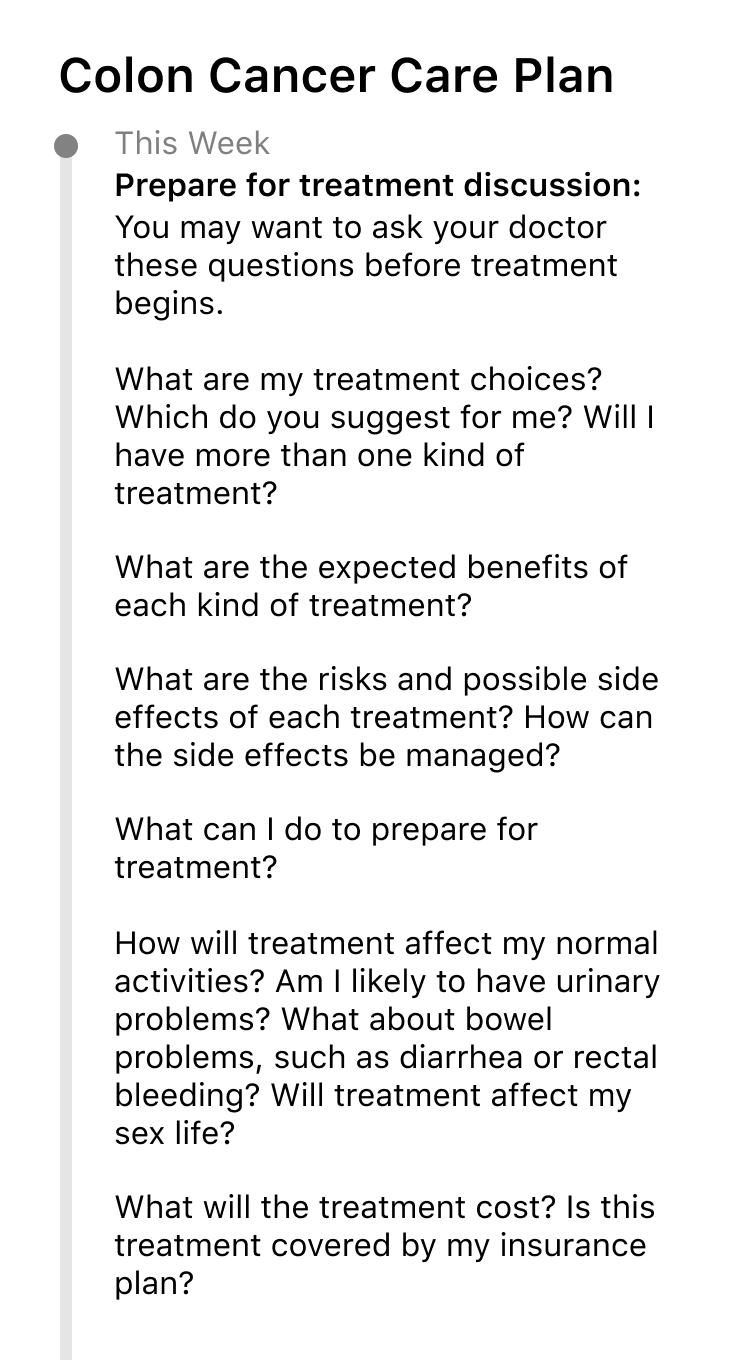 Colon Cancer Care Plan
This Week
Prepare for treatment discussion:
You may want to ask your doctor
these questions before treatment
begins.
What are my treatment choices?
Which do you suggest for me? Will I
have more than one kind of
treatment?
What are the expected benefits of
each kind of treatment?
What are the risks and possible side
effects of each treatment? How can
the side effects be managed?
What can I do to prepare for
treatment?
How will treatment affect my normal
activities? Am I likely to have urinary
problems? What about bowel
problems, such as diarrhea or rectal
bleeding? Will treatment affect my
sex life?
What will the treatment cost? Is this
treatment covered by my insurance
plan?